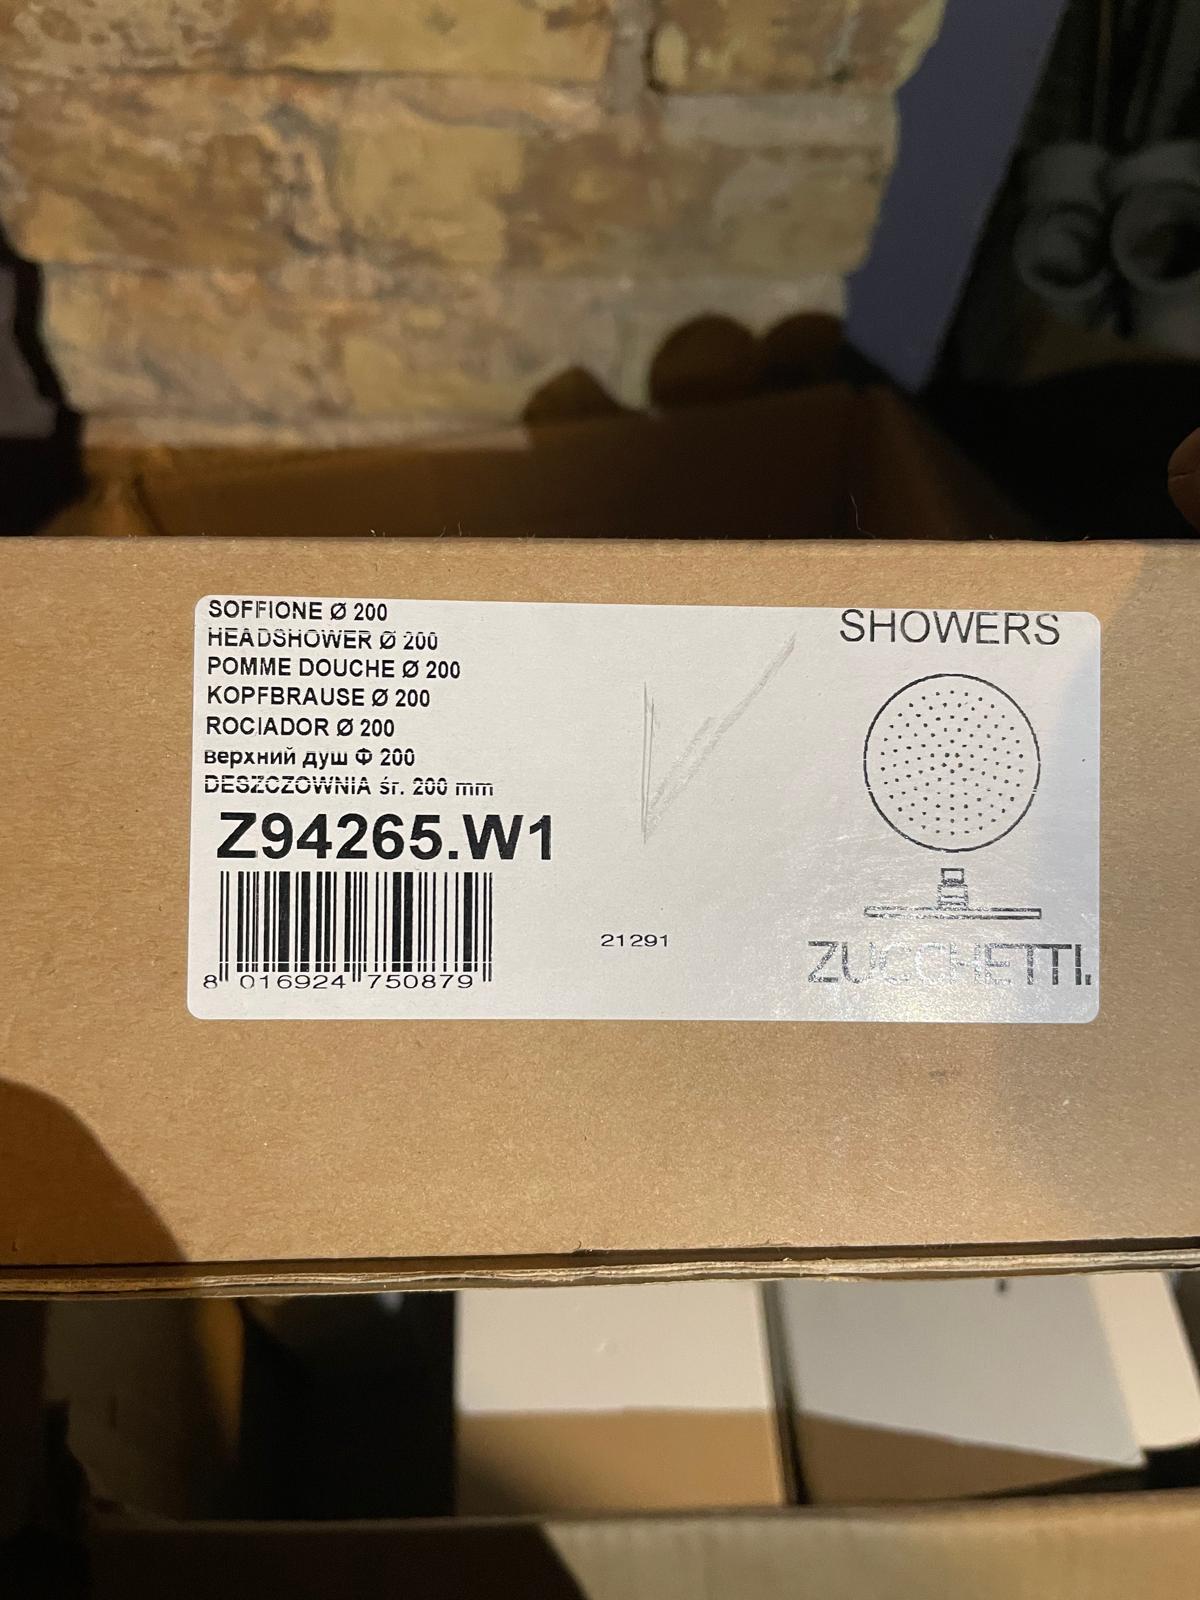 SOFFIONE Ø 200
HEADSHOWER Ø 200
POMME DOUCHE Ø 200
KOPFBRAUSE Ø 200
ROCIADOR Ø 200
верхний душ Ф 200
DESZCZOWNIA śr. 200 mm
Z94265.W1
8 016924 750879
21291
SHOWERS
ZUCCHETTI.